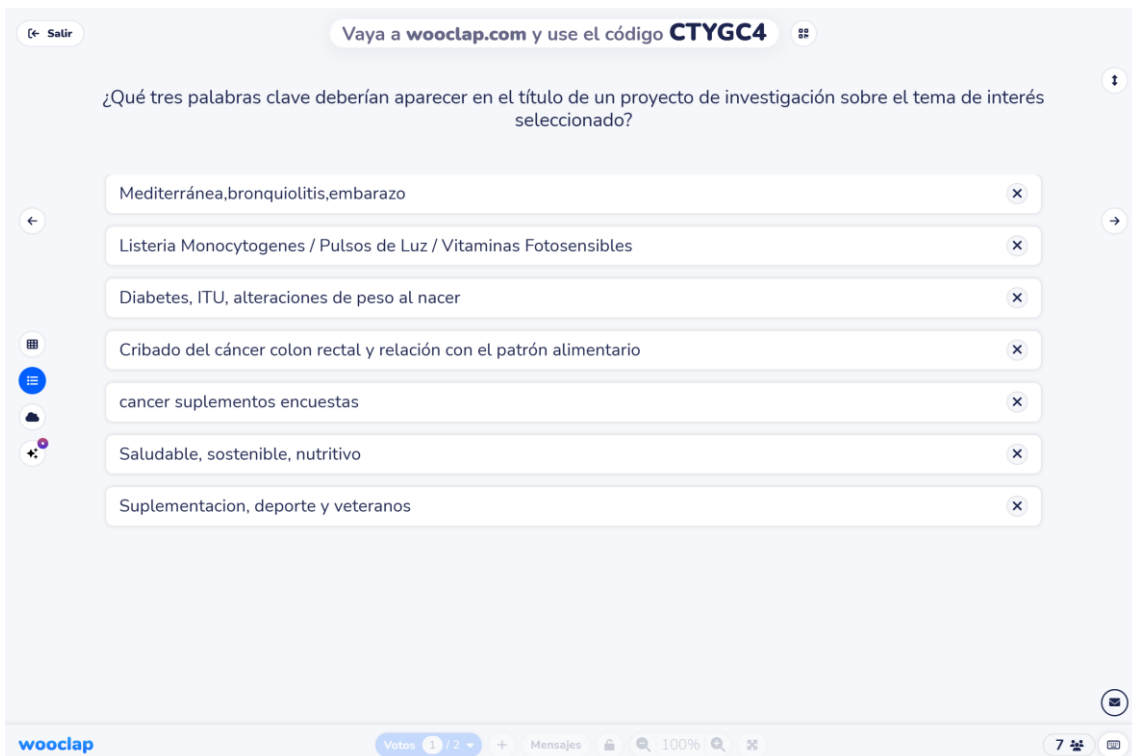 Salir
Vaya a wooclap.com y use el código CTYGC4
¿Qué tres palabras clave deberían aparecer en el título de un proyecto de investigación sobre el tema de interés
seleccionado?
Mediterránea,bronquiolitis,embarazo
Listeria Monocytogenes / Pulsos de Luz / Vitaminas Fotosensibles
Diabetes, ITU, alteraciones de peso al nacer
Cribado del cáncer colon rectal y relación con el patrón alimentario
cancer suplementos encuestas
Saludable, sostenible, nutritivo
Suplementacion, deporte y veteranos
wooclap
Votos 1 / 2
Mensajes
100%
7